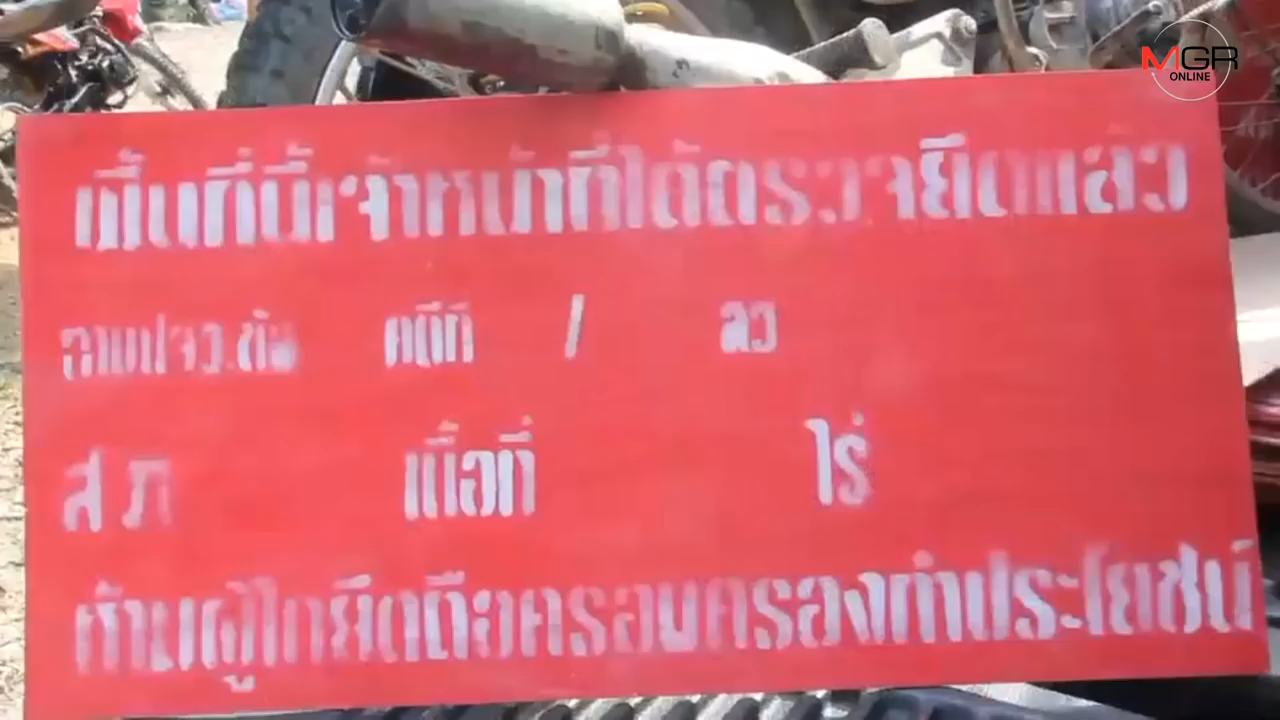 MGR
ONLINE
พื้นที่นี้เจ้าหน้าที่ได้ตรวจยึดแล้ว
ตามปจว.ข้อ คดีที่ / ลว
ส ภ เนื้อที่ ไร่
ห้ามผู้ใดยึดถือครอบครองทำประโยชน์